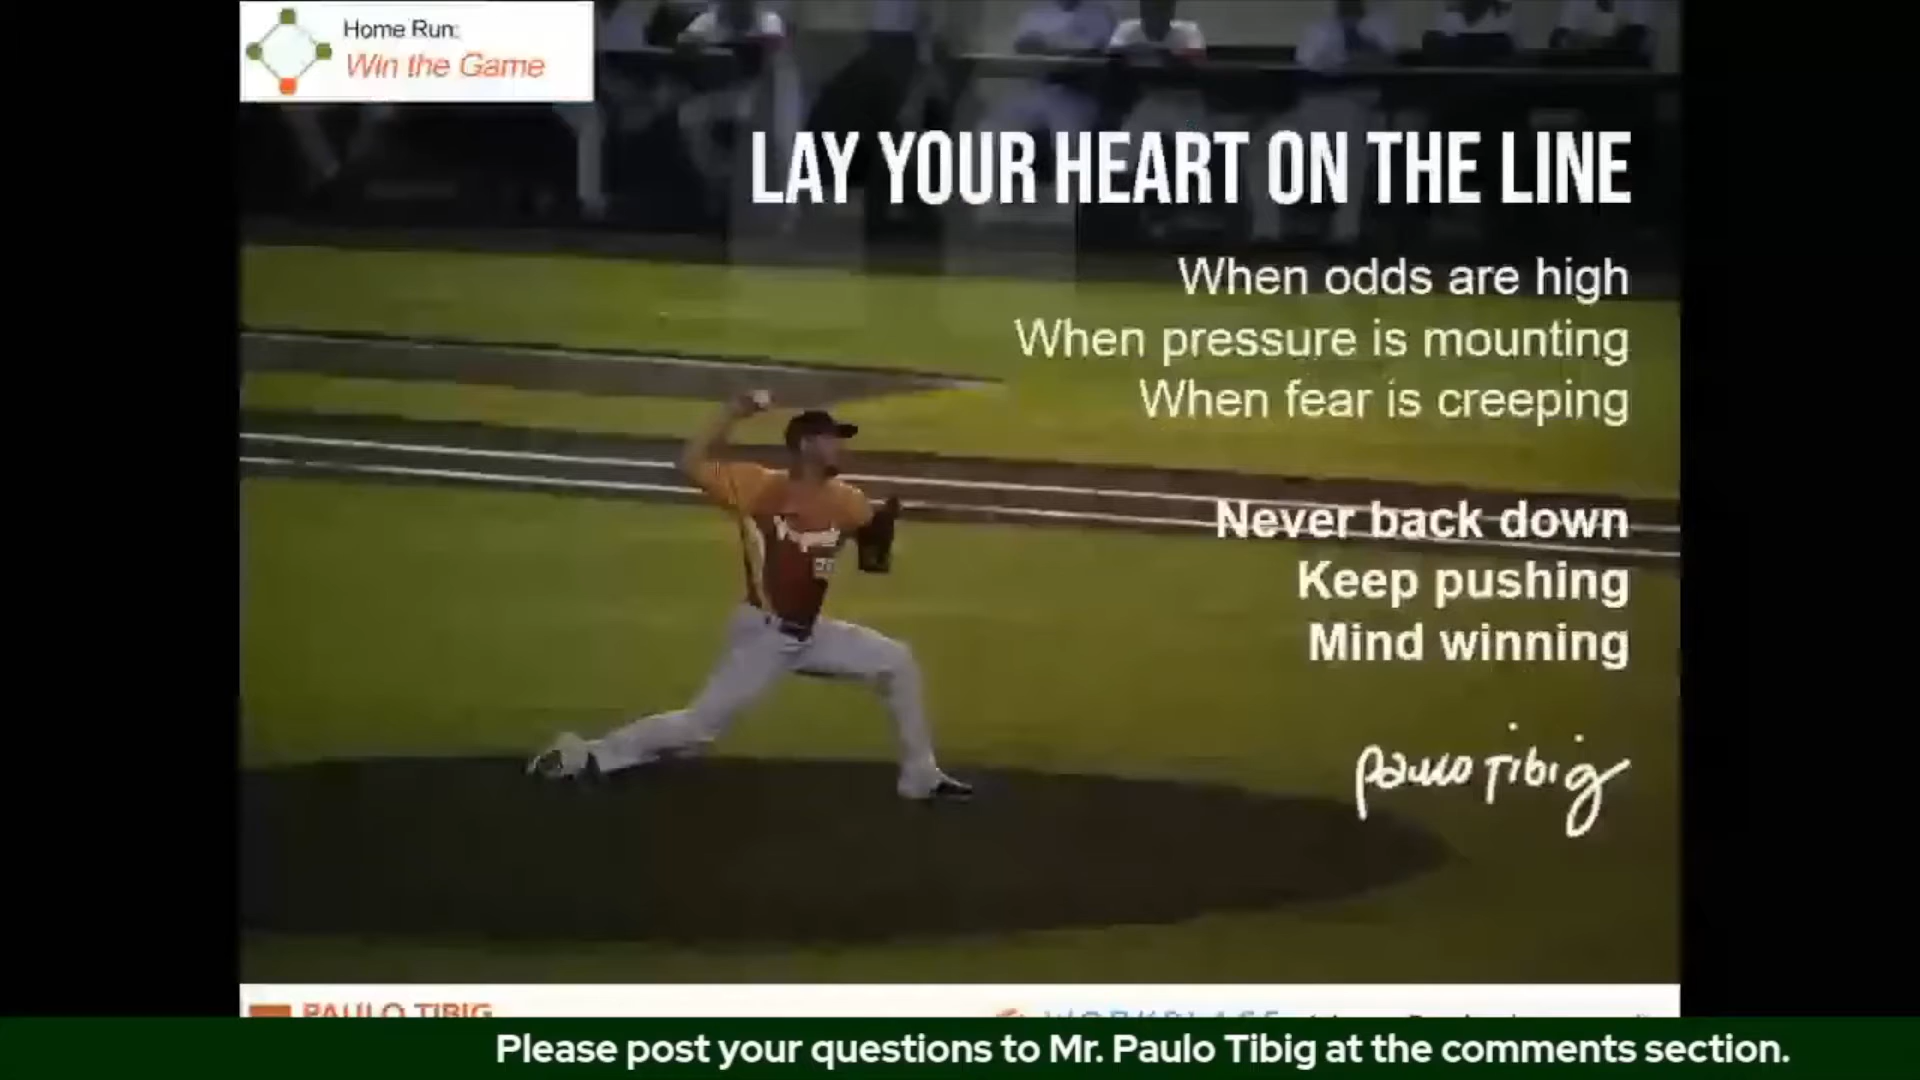 Home Run:
Win the Game
LAY YOUR HEART ON THE LINE
When odds are high
When pressure is mounting
When fear is creeping
Never back down
Keep pushing
Mind winning
Paulo Tibig
PAULO TIBIG
Please post your questions to Mr. Paulo Tibig at the comments section.